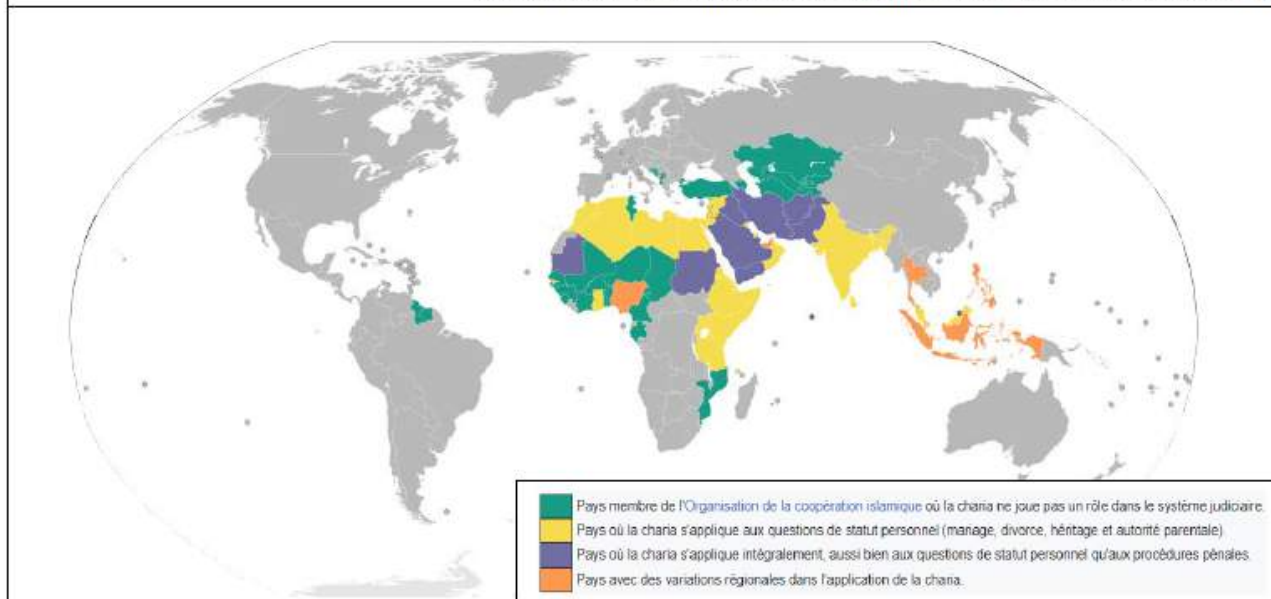 Pays membre de l'Organisation de la coopération islamique où la charia ne joue pas un rôle dans le système judiciaire.
Pays où la charia s'applique aux questions de statut personnel (mariage, divorce, héritage et autorité parentale)
Pays où la charia s'applique intégralement, aussi bien aux questions de statut personnel qu'aux procédures pénales.
Pays avec des variations régionales dans l'application de la charia.